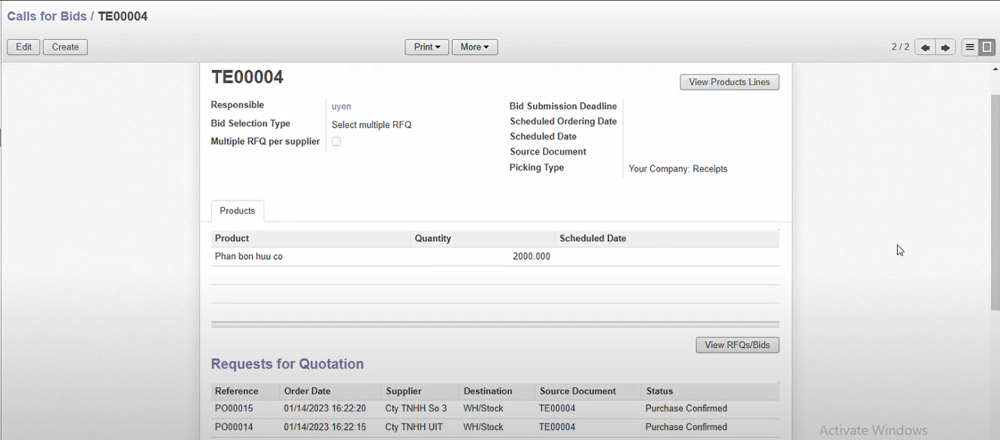 Calls for Bids / TE00004
Edit Create Print More 2 / 2
TE00004
View Products Lines
Responsible uyen
Bid Selection Type Select multiple RFQ
Multiple RFQ per supplier
Bid Submission Deadline
Scheduled Ordering Date
Scheduled Date
Source Document
Picking Type Your Company: Receipts
Products
Product Quantity Scheduled Date
Phan bon huu co 2000.000
View RFQs/Bids
Requests for Quotation
Reference Order Date Supplier Destination Source Document Status
PO00015 01/14/2023 16:22:20 Cty TNHH So 3 WH/Stock TE00004 Purchase Confirmed
PO00014 01/14/2023 16:22:15 Cty TNHH UIT WH/Stock TE00004 Purchase Confirmed
Activate Windows